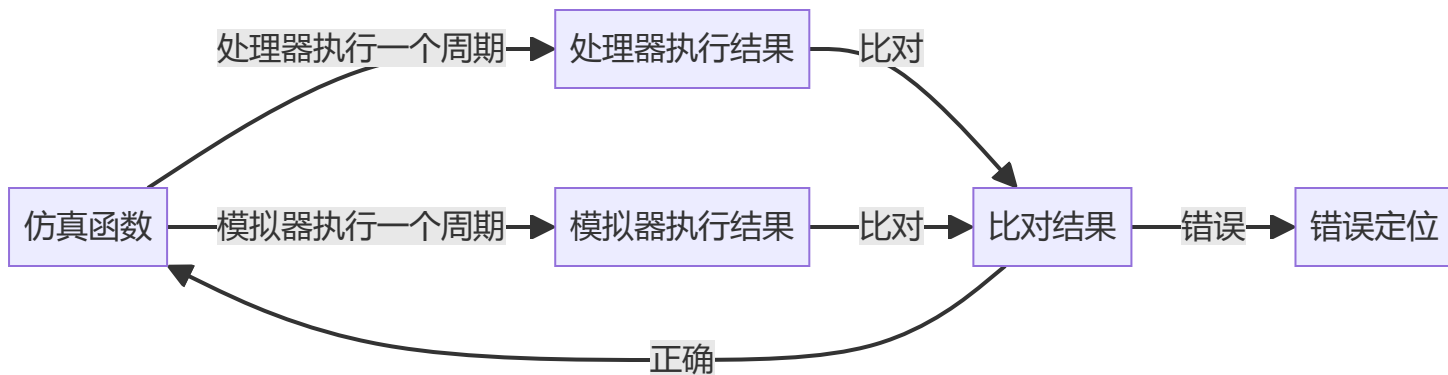 处理器执行一个周期
处理器执行结果
比对
仿真函数
模拟器执行一个周期
模拟器执行结果
比对
比对结果
错误
错误定位
正确